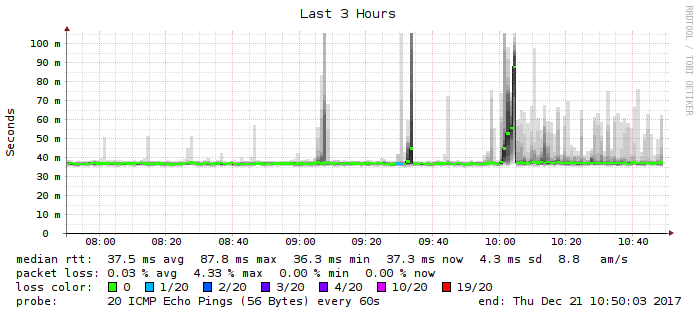 Last 3 Hours
RRDTOOL / TOBI OETIKER
Seconds
100 m
90 m
80 m
70 m
60 m
50 m
40 m
30 m
20 m
10 m
0
08:00 08:20 08:40 09:00 09:20 09:40 10:00 10:20 10:40
median rtt: 37.5 ms avg 87.8 ms max 36.3 ms min 37.3 ms now 4.3 ms sd 8.8 am/s
packet loss: 0.03 % avg 4.33 % max 0.00 % min 0.00 % now
loss color: 0 1/20 2/20 3/20 4/20 10/20 19/20
probe: 20 ICMP Echo Pings (56 Bytes) every 60s end: Thu Dec 21 10:50:03 2017